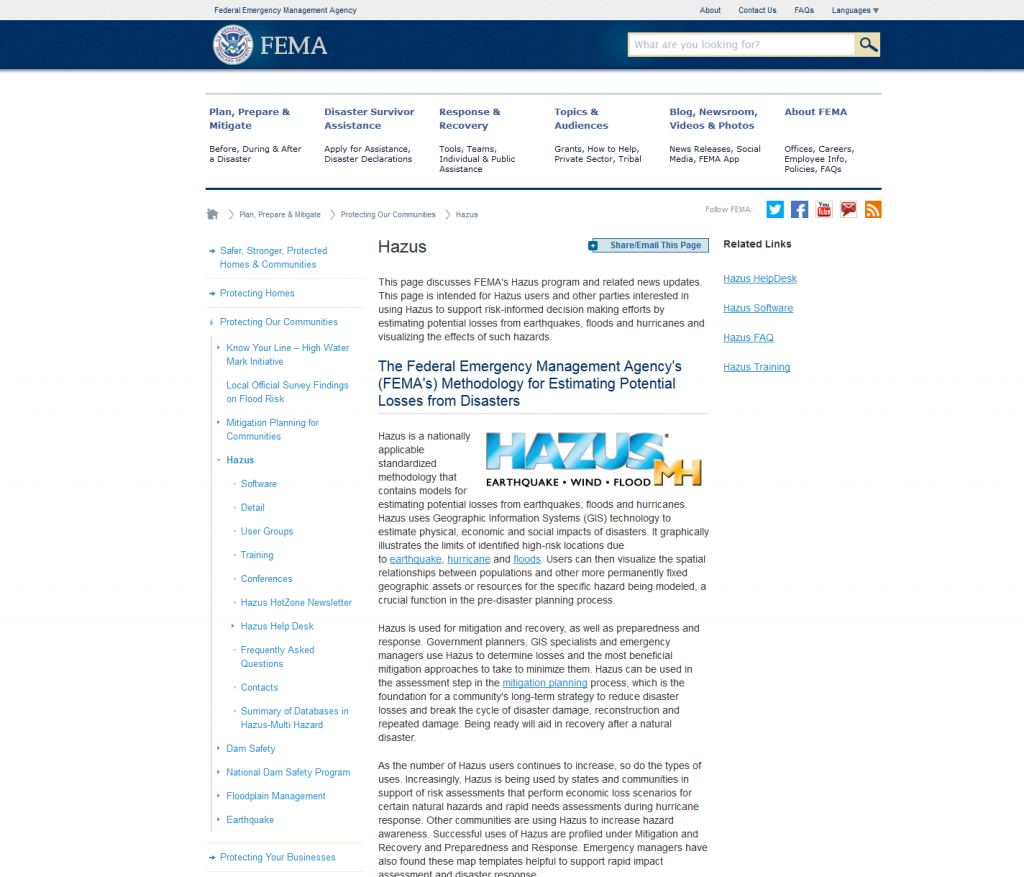 Federal Emergency Management Agency
About Contact Us FAQs Languages
FEMA
What are you looking for?
Plan, Prepare &
Mitigate
Before, During & After
a Disaster
Disaster Survivor
Assistance
Apply for Assistance,
Disaster Declarations
Response &
Recovery
Tools, Teams,
Individual & Public
Assistance
Topics &
Audiences
Grants, How to Help,
Private Sector, Tribal
Blog, Newsroom,
Videos & Photos
News Releases, Social
Media, FEMA App
About FEMA
Offices, Careers,
Employee Info,
Policies, FAQs
Plan, Prepare & Mitigate Protecting Our Communities Hazus
Follow FEMA:
You
Tube
Safer, Stronger, Protected
Homes & Communities
Protecting Homes
Protecting Our Communities
Know Your Line – High Water
Mark Initiative
Local Official Survey Findings
on Flood Risk
Mitigation Planning for
Communities
Hazus
Software
Detail
User Groups
Training
Conferences
Hazus HotZone Newsletter
Hazus Help Desk
Frequently Asked
Questions
Contacts
Summary of Databases in
Hazus-Multi Hazard
Dam Safety
National Dam Safety Program
Floodplain Management
Earthquake
Protecting Your Businesses
Hazus
Share/Email This Page
This page discusses FEMA's Hazus program and related news updates.
This page is intended for Hazus users and other parties interested in
using Hazus to support risk-informed decision making efforts by
estimating potential losses from earthquakes, floods and hurricanes and
visualizing the effects of such hazards.
The Federal Emergency Management Agency's
(FEMA's) Methodology for Estimating Potential
Losses from Disasters
HAZUS®
MH
EARTHQUAKE • WIND • FLOOD
Hazus is a nationally
applicable
standardized
methodology that
contains models for
estimating potential losses from earthquakes, floods and hurricanes.
Hazus uses Geographic Information Systems (GIS) technology to
estimate physical, economic and social impacts of disasters. It graphically
illustrates the limits of identified high-risk locations due
to earthquake, hurricane and floods. Users can then visualize the spatial
relationships between populations and other more permanently fixed
geographic assets or resources for the specific hazard being modeled, a
crucial function in the pre-disaster planning process.
Hazus is used for mitigation and recovery, as well as preparedness and
response. Government planners, GIS specialists and emergency
managers use Hazus to determine losses and the most beneficial
mitigation approaches to take to minimize them. Hazus can be used in
the assessment step in the mitigation planning process, which is the
foundation for a community's long-term strategy to reduce disaster
losses and break the cycle of disaster damage, reconstruction and
repeated damage. Being ready will aid in recovery after a natural
disaster.
As the number of Hazus users continues to increase, so do the types of
uses. Increasingly, Hazus is being used by states and communities in
support of risk assessments that perform economic loss scenarios for
certain natural hazards and rapid needs assessments during hurricane
response. Other communities are using Hazus to increase hazard
awareness. Successful uses of Hazus are profiled under Mitigation and
Recovery and Preparedness and Response. Emergency managers have
also found these map templates helpful to support rapid impact
assessment and disaster response.
Related Links
Hazus HelpDesk
Hazus Software
Hazus FAQ
Hazus Training